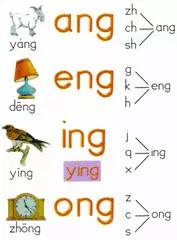 ang
zh
ch ang
sh
yáng
eng
g
k eng
h
dēng
ing
j
q ing
x
yīng
ying
ong
z
c ong
s
zhōng